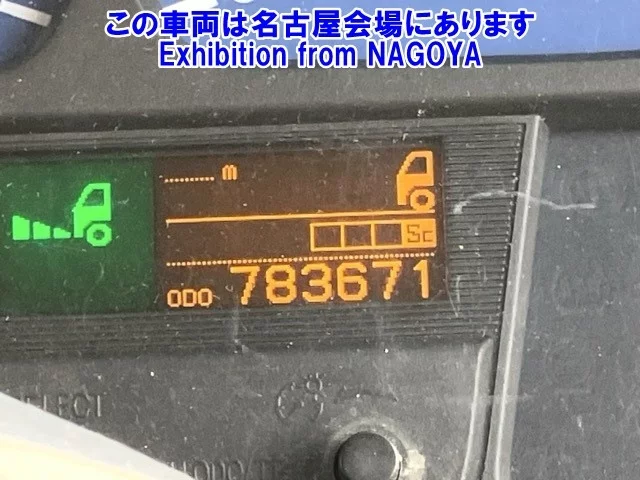 この車両は名古屋会場にあります
Exhibition from NAGOYA
m
Sc
ODO 783671